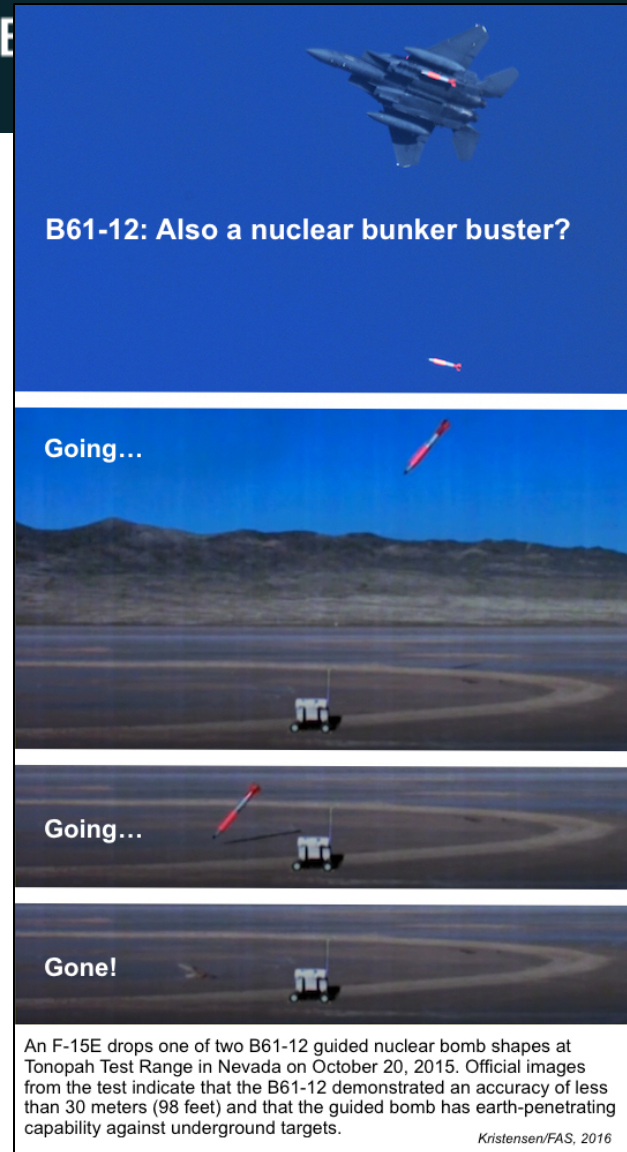 B61-12: Also a nuclear bunker buster?
Going…
Going…
Gone!
An F-15E drops one of two B61-12 guided nuclear bomb shapes at
Tonopah Test Range in Nevada on October 20, 2015. Official images
from the test indicate that the B61-12 demonstrated an accuracy of less
than 30 meters (98 feet) and that the guided bomb has earth-penetrating
capability against underground targets.
Kristensen/FAS, 2016